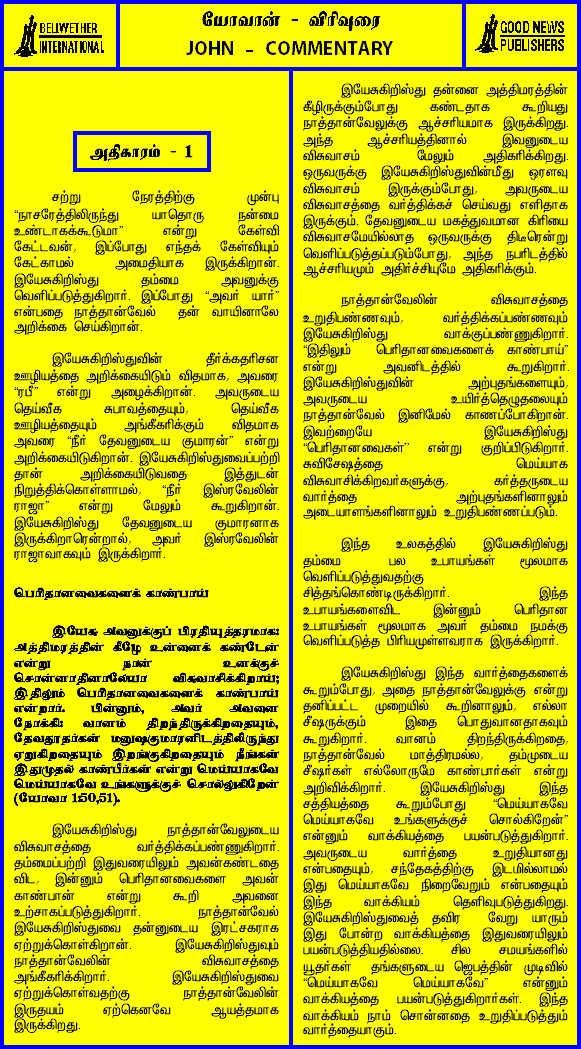 BELWETHER
INTERNATIONAL
யோவான் - விரிவுரை
JOHN - COMMENTARY
GOOD NEWS
PUBLISHERS
அதிகாரம் - 1
சற்று நேரத்திற்கு முன்பு
“நாசரேத்திலிருந்து யாதொரு நன்மை
உண்டாகக்கூடுமா” என்று கேள்வி
கேட்டவன், இப்போது எந்தக் கேள்வியும்
கேட்காமல் அமைதியாக இருக்கிறான்.
இயேசுகிறிஸ்து தம்மை அவனுக்கு
வெளிப்படுத்துகிறார். இப்போது “அவர் யார்”
என்பதை நாத்தான்வேல் தன் வாயினாலே
அறிக்கை செய்கிறான்.
இயேசுகிறிஸ்துவின் தீர்க்கதரிசன
ஊழியத்தை அறிக்கையிடும் விதமாக, அவரை
“ரபீ” என்று அழைக்கிறான். அவருடைய
தெய்வீக சுபாவத்தையும், தெய்வீக
ஊழியத்தையும் அங்கீகரிக்கும் விதமாக
அவரை “நீர் தேவனுடைய குமாரன்” என்று
அறிக்கையிடுகிறான். இயேசுகிறிஸ்துவைப்பற்றி
தான் அறிக்கையிடுவதை இத்துடன்
நிறுத்திக்கொள்ளாமல், “நீர் இஸ்ரவேலின்
ராஜா” என்று மேலும் கூறுகிறான்.
இயேசுகிறிஸ்து தேவனுடைய குமாரனாக
இருக்கிறாரென்றால், அவர் இஸ்ரவேலின்
ராஜாவாகவும் இருக்கிறார்.
பெரிதானவைகளைக் காண்பாய்
இயேசு அவனுக்குப் பிரதியுத்தரமாக:
அத்திமரத்தின் கீழே உன்னைக் கண்டேன்
என்று நான் உனக்குச்
சொன்னதினாலேயா விசுவாசிக்கிறாய்;
இதிலும் பெரிதானவைகளைக் காண்பாய்
என்றார். பின்னும், அவர் அவனை
நோக்கி: வானம் திறந்திருக்கிறதையும்,
தேவதூதர்கள் மனுஷகுமாரனிடத்திலிருந்து
ஏறுகிறதையும் இறங்குகிறதையும் நீங்கள்
இதுமுதல் காண்பீர்கள் என்று மெய்யாகவே
மெய்யாகவே உங்களுக்குச் சொல்லுகிறேன்
(யோவா 1:50,51).
இயேசுகிறிஸ்து நாத்தான்வேலுடைய
விசுவாசத்தை வர்த்திக்கப்பண்ணுகிறார்.
தம்மைப்பற்றி இதுவரையிலும் அவன்கண்டதை
விட, இன்னும் பெரிதானவைகளை அவன்
காண்பான் என்று கூறி அவனை
உற்சாகப்படுத்துகிறார். நாத்தான்வேல்
இயேசுகிறிஸ்துவை தன்னுடைய இரட்சகராக
ஏற்றுக்கொள்கிறான். இயேசுகிறிஸ்துவும்
நாத்தான்வேலின் விசுவாசத்தை
அங்கீகரிக்கிறார். இயேசுகிறிஸ்துவை
ஏற்றுக்கொள்வதற்கு நாத்தான்வேலின்
இருதயம் ஏற்கெனவே ஆயத்தமாக
இருக்கிறது.
இயேசுகிறிஸ்து தன்னை அத்திமரத்தின்
கீழிருக்கும்போது கண்டதாக கூறியது
நாத்தான்வேலுக்கு ஆச்சரியமாக இருக்கிறது.
அந்த ஆச்சரியத்தினால் இவனுடைய
விசுவாசம் மேலும் அதிகரிக்கிறது.
ஒருவருக்கு இயேசுகிறிஸ்துவின்மீது ஓரளவு
விசுவாசம் இருக்கும்போது, அவருடைய
விசுவாசத்தை வர்த்திக்கச் செய்வது எளிதாக
இருக்கும். தேவனுடைய மகத்துவமான கிரியை
விசுவாசமேயில்லாத ஒருவருக்கு திடீரென்று
வெளிப்படுத்தப்படும்போது, அந்த நபரிடத்தில்
ஆச்சரியமும் அதிர்ச்சியுமே அதிகரிக்கும்.
நாத்தான்வேலின் விசுவாசத்தை
உறுதிபண்ணவும், வர்த்திக்கப்பண்ணவும்
இயேசுகிறிஸ்து வாக்குப்பண்ணுகிறார்.
“இதிலும் பெரிதானவைகளைக் காண்பாய்”
என்று அவனிடத்தில் கூறுகிறார்.
இயேசுகிறிஸ்துவின் அற்புதங்களையும்,
அவருடைய உயிர்த்தெழுதலையும்
நாத்தான்வேல் இனிமேல் காணப்போகிறான்.
இவற்றையே இயேசுகிறிஸ்து
“பெரிதானவைகள்” என்று குறிப்பிடுகிறார்.
சுவிசேஷத்தை மெய்யாக
விசுவாசிக்கிறவர்களுக்கு, கர்த்தருடைய
வார்த்தை அற்புதங்களினாலும்
அடையாளங்களினாலும் உறுதிபண்ணப்படும்.
இந்த உலகத்தில் இயேசுகிறிஸ்து
தம்மை பல உபாயங்கள் மூலமாக
வெளிப்படுத்துவதற்கு
சித்தங்கொண்டிருக்கிறார். இந்த
உபாயங்களைவிட இன்னும் பெரிதான
உபாயங்கள் மூலமாக அவர் தம்மை நமக்கு
வெளிப்படுத்த பிரியமுள்ளவராக இருக்கிறார்.
இயேசுகிறிஸ்து இந்த வார்த்தைகளைக்
கூறும்போது, அதை நாத்தான்வேலுக்கு என்று
தனிப்பட்ட முறையில் கூறினாலும், எல்லா
சீஷருக்கும் இதை பொதுவானதாகவும்
கூறுகிறார். வானம் திறந்திருக்கிறதை,
நாத்தான்வேல் மாத்திரமல்ல, தம்முடைய
சீஷர்கள் எல்லோருமே காண்பார்கள் என்று
அறிவிக்கிறார். இயேசுகிறிஸ்து இந்த
சத்தியத்தை கூறும்போது “மெய்யாகவே
மெய்யாகவே உங்களுக்குச் சொல்கிறேன்”
என்னும் வாக்கியத்தை பயன்படுத்துகிறார்.
அவருடைய வார்த்தை உறுதியானது
என்பதையும், சந்தேகத்திற்கு இடமில்லாமல்
இது மெய்யாகவே நிறைவேறும் என்பதையும்
இந்த வாக்கியம் தெளிவுபடுத்துகிறது.
இயேசுகிறிஸ்துவைத் தவிர வேறு யாரும்
இது போன்ற வாக்கியத்தை இதுவரையிலும்
பயன்படுத்தியதில்லை. சில சமயங்களில்
யூதர்கள் தங்களுடைய ஜெபத்தின் முடிவில்
“மெய்யாகவே மெய்யாகவே” என்னும்
வாக்கியத்தை பயன்படுத்துகிறார்கள். இந்த
வாக்கியம் நாம் சொன்னதை உறுதிப்படுத்தும்
வார்த்தையாகும்.